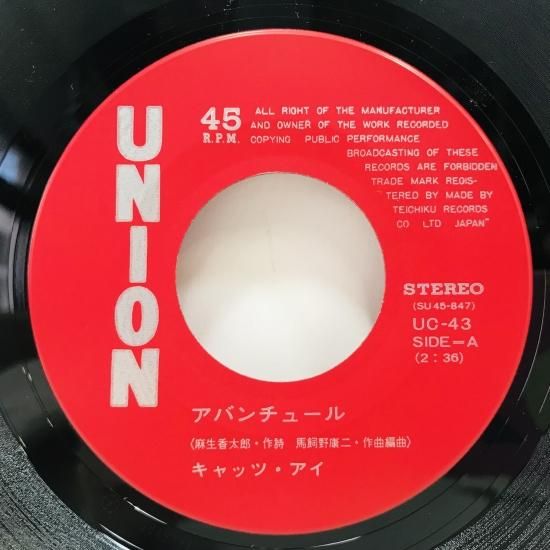 UNION
45
R.P.M.
ALL RIGHT OF THE MANUFACTURER
AND OWNER OF THE WORK RECORDED
COPYING PUBLIC PERFORMANCE
BROADCASTING OF THESE
RECORDS ARE FORBIDDEN
TRADE MARK REGIS-
TERED BY MADE BY
TEICHIKU RECORDS
CO LTD JAPAN"
STEREO
(SU45-847)
UC-43
SIDE-A
(2:36)
アバンチュール
(麻生香太郎・作詩 馬飼野康二・作曲編曲)
キャッツ・アイ